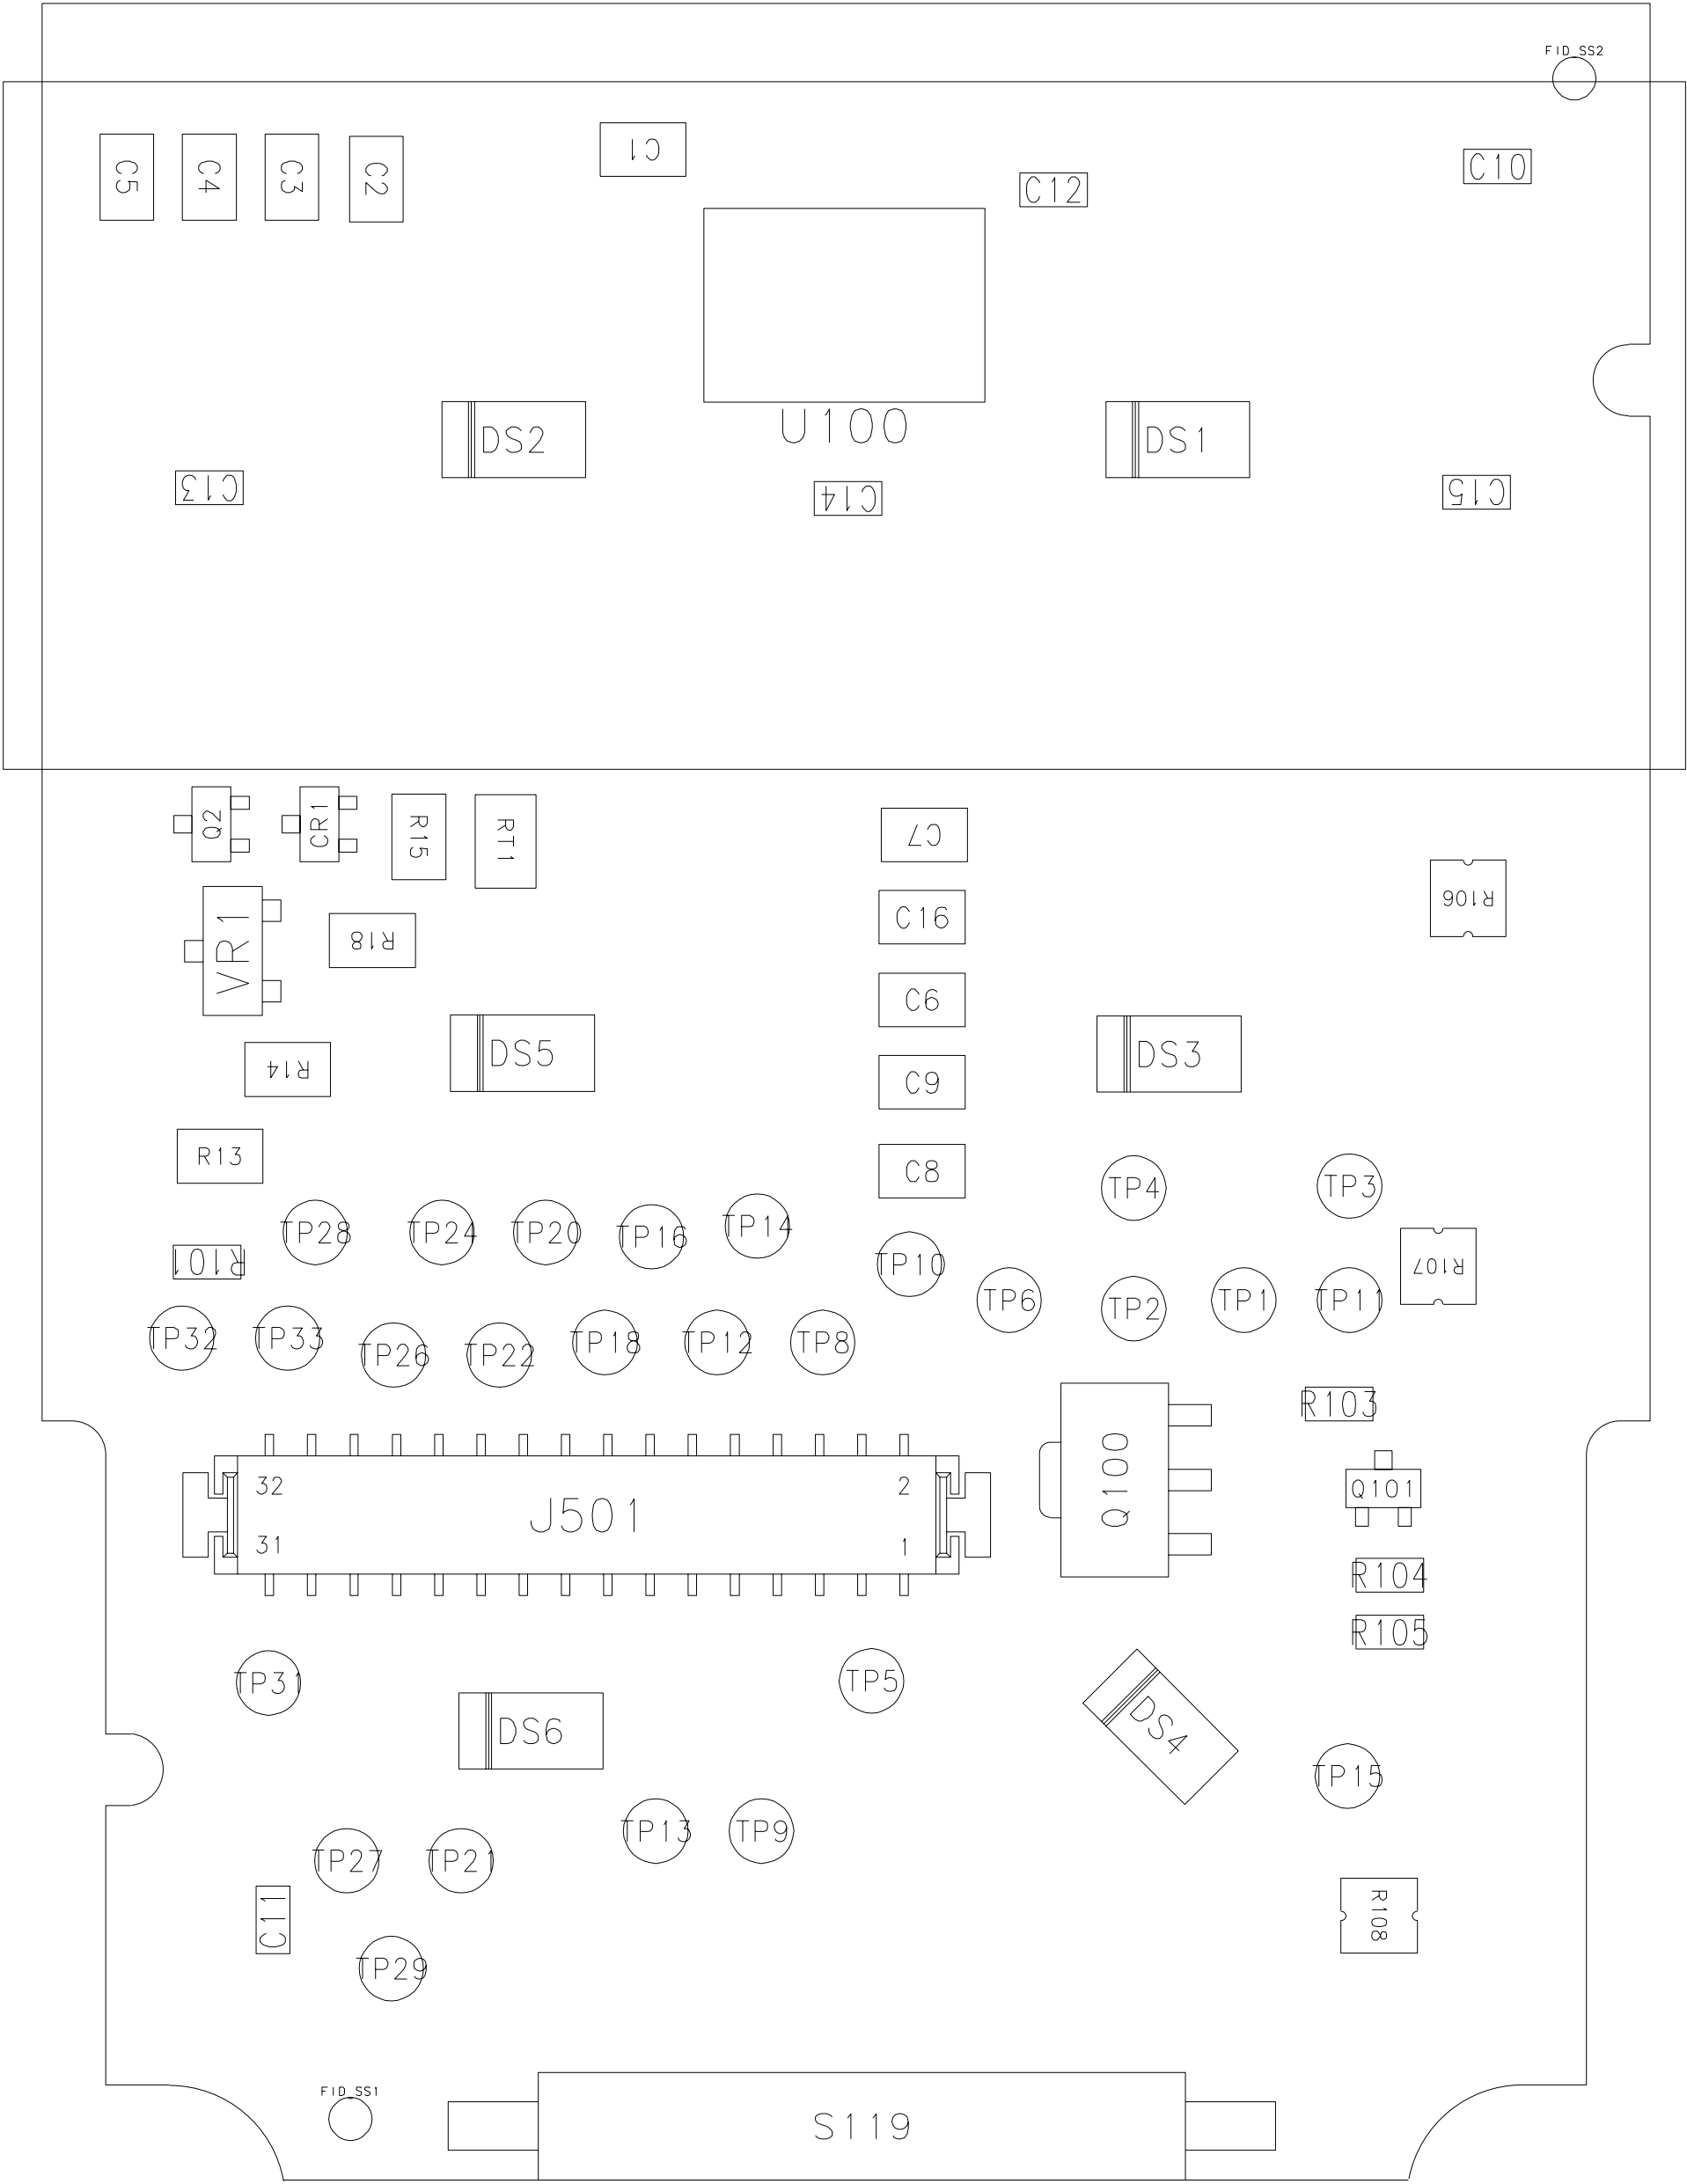 FID_SS2
C5
C4
C3
C2
C1
C12
C10
U100
DS2
DS1
C13
C14
C15
Q2
CR1
R15
RT1
C7
R106
VR1
R18
C16
C6
DS5
DS3
R14
C9
R13
C8
TP4
TP3
TP28
TP24
TP20
TP16
TP14
R101
TP10
R107
TP6
TP2
TP1
TP11
TP32
TP33
TP26
TP22
TP18
TP12
TP8
R103
32
2
J501
Q100
Q101
31
1
R104
R105
TP31
TP5
DS6
DS4
TP15
TP13
TP9
TP27
TP21
C11
R108
TP29
FID_SS1
S119